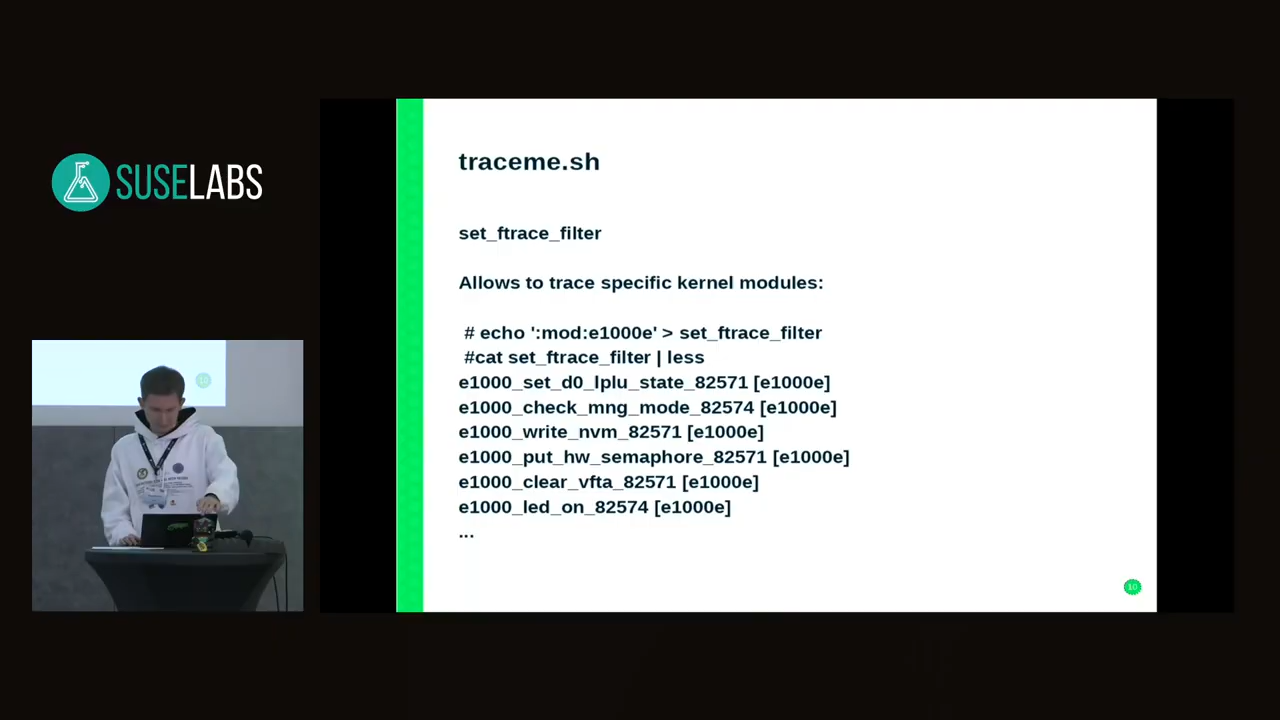 SUSELABS
traceme.sh
set_ftrace_filter
Allows to trace specific kernel modules:
# echo ':mod:e1000e' > set_ftrace_filter
#cat set_ftrace_filter | less
e1000_set_d0_lplu_state_82571 [e1000e]
e1000_check_mng_mode_82574 [e1000e]
e1000_write_nvm_82571 [e1000e]
e1000_put_hw_semaphore_82571 [e1000e]
e1000_clear_vfta_82571 [e1000e]
e1000_led_on_82574 [e1000e]
...
10